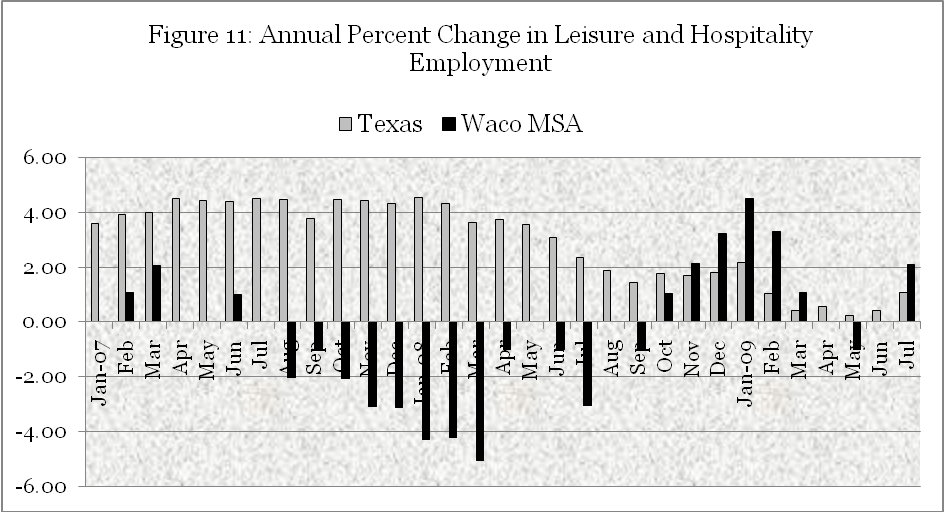 Figure 11: Annual Percent Change in Leisure and Hospitality
Employment
Texas Waco MSA
6.00
4.00
2.00
0.00
-2.00
-4.00
-6.00
Jan-07
Feb
Mar
Apr
May
Jun
Jul
Aug
Sep
Oct
Nov
Dec
Jan-08
Feb
Mar
Apr
May
Jun
Jul
Aug
Sep
Oct
Nov
Dec
Jan-09
Feb
Mar
Apr
May
Jun
Jul